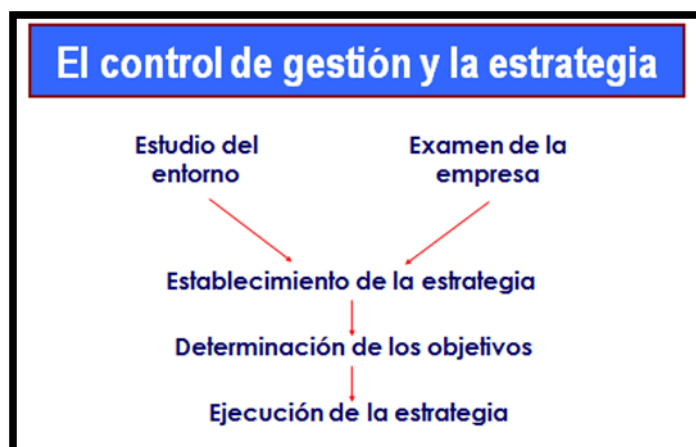 El control de gestión y la estrategia
Estudio del
entorno
Examen de la
empresa
Establecimiento de la estrategia
Determinación de los objetivos
Ejecución de la estrategia